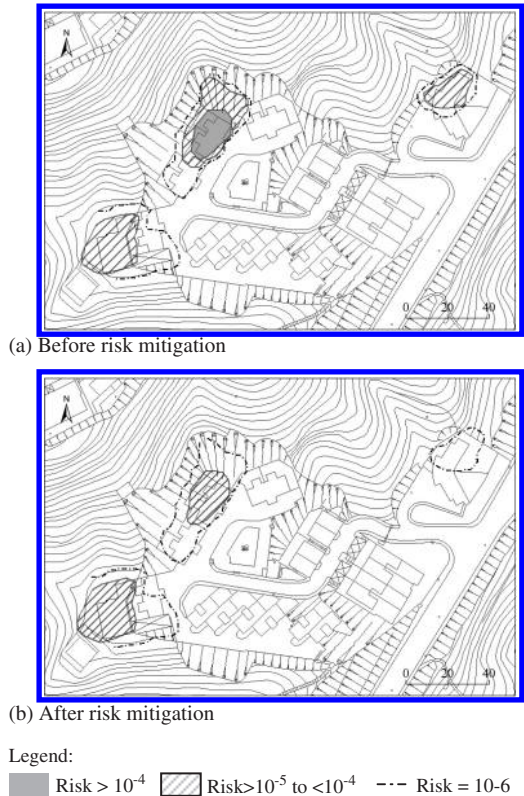 N
0 20 40
(a) Before risk mitigation
N
0 20 40
(b) After risk mitigation
Legend:
Risk > 10⁻⁴ Risk>10⁻⁵ to <10⁻⁴ Risk = 10-6